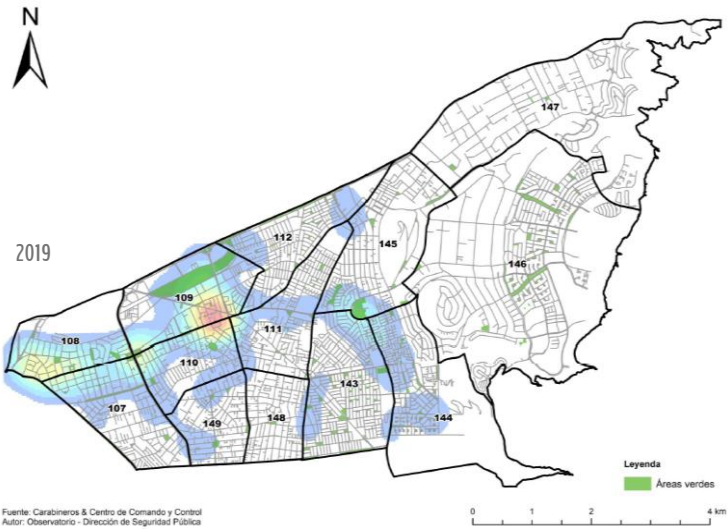 N
147
112
145
146
2019
109
111
108
110
143
107
144
149
148
Leyenda
Áreas verdes
Fuente: Carabineros & Centro de Comando y Control
Autor: Observatorio - Dirección de Seguridad Pública
0 1 2 4 km